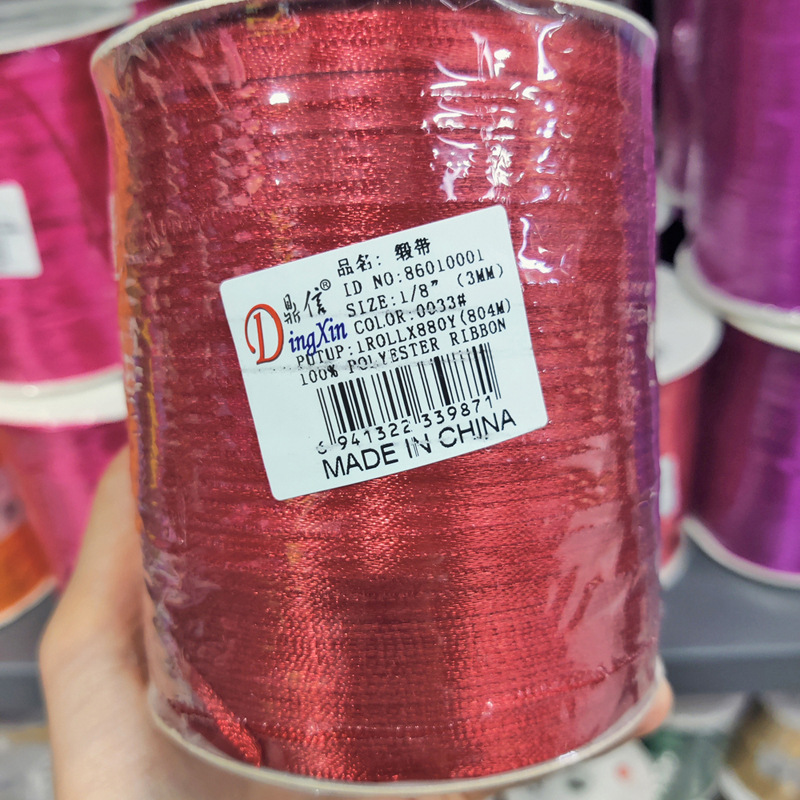 品名: 缎带
ID NO:86010001
SIZE:1/8" (3MM)
鼎信®
DingXin
COLOR:0033#
PUTUP:1ROLLX880Y(804M)
100% POLYESTER RIBBON
6 941322 339871
MADE IN CHINA